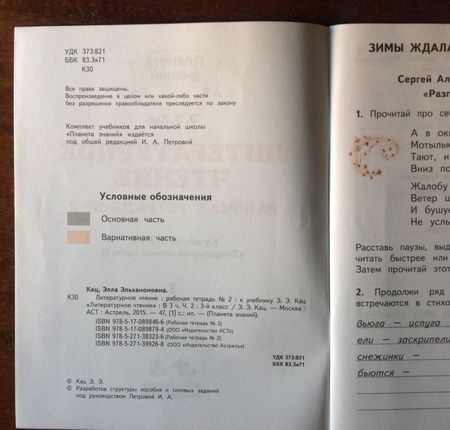 УДК 373:821
ББК 83.3я71
К30
Все права защищены.
Воспроизведение в целом или какой-либо части
без разрешения правообладателя преследуется по закону
Комплект учебников для начальной школы
«Планета знаний» издаётся
под общей редакцией И. А. Петровой
Условные обозначения
Основная часть
Вариативная часть
Кац, Элла Эльханоновна.
К30 Литературное чтение : рабочая тетрадь № 2 : к учебнику Э. Э. Кац
«Литературное чтение» : В 3 ч. Ч. 2 : 3-й класс / Э. Э. Кац. — Москва :
АСТ : Астрель, 2015. — 47, [1] с.: ил. — (Планета знаний).
ISBN 978-5-17-089846-6 (Рабочая тетрадь № 2)
ISBN 978-5-17-089879-4 (ООО «Издательство АСТ»)
ISBN 978-5-271-38323-6 (Рабочая тетрадь № 2)
ISBN 978-5-271-39926-8 (ООО «Издательство Астрель»)
УДК 373:821
ББК 83.3я71
© Кац Э. Э.
© Разработка структуры пособия и типовых заданий
под руководством Петровой И. А.
ЗИМЫ ЖДАЛА
Сергей Ал
«Разг
1. Прочитай про се
А в ок
Мотыльк
Тают, и
Вниз по
Жалобу
Ветер ш
И бушуе
Не услы
Расставь паузы, выд
читать быстрее или
Затем прочитай этот
2. Продолжи ряд
встречаются в стихо
вьюга — испуга
ели — заскрипели
снежинки —
бьются —